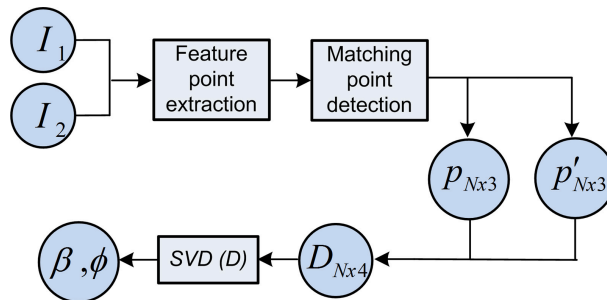 I1
Feature
point
extraction
Matching
point
detection
I2
pNx3
p′Nx3
β ,ϕ
SVD (D)
DNx4